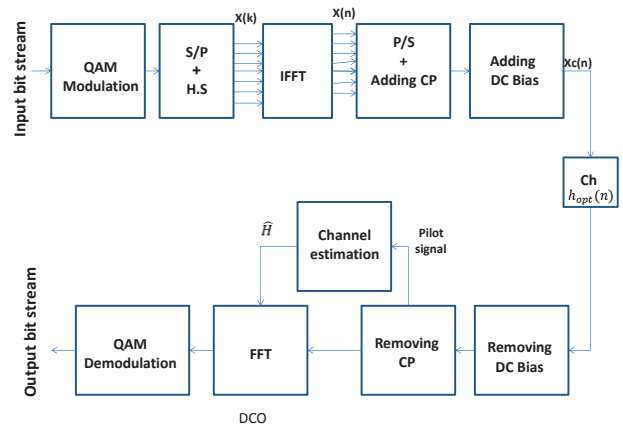 X(k)
X(n)
Input bit stream
QAM
Modulation
S/P
+
H.S
IFFT
P/S
+
Adding CP
Adding
DC Bias
Xc(n)
Ch
h_opt(n)
Ĥ
Channel
estimation
Pilot
signal
Output bit stream
QAM
Demodulation
FFT
Removing
CP
Removing
DC Bias
DCO